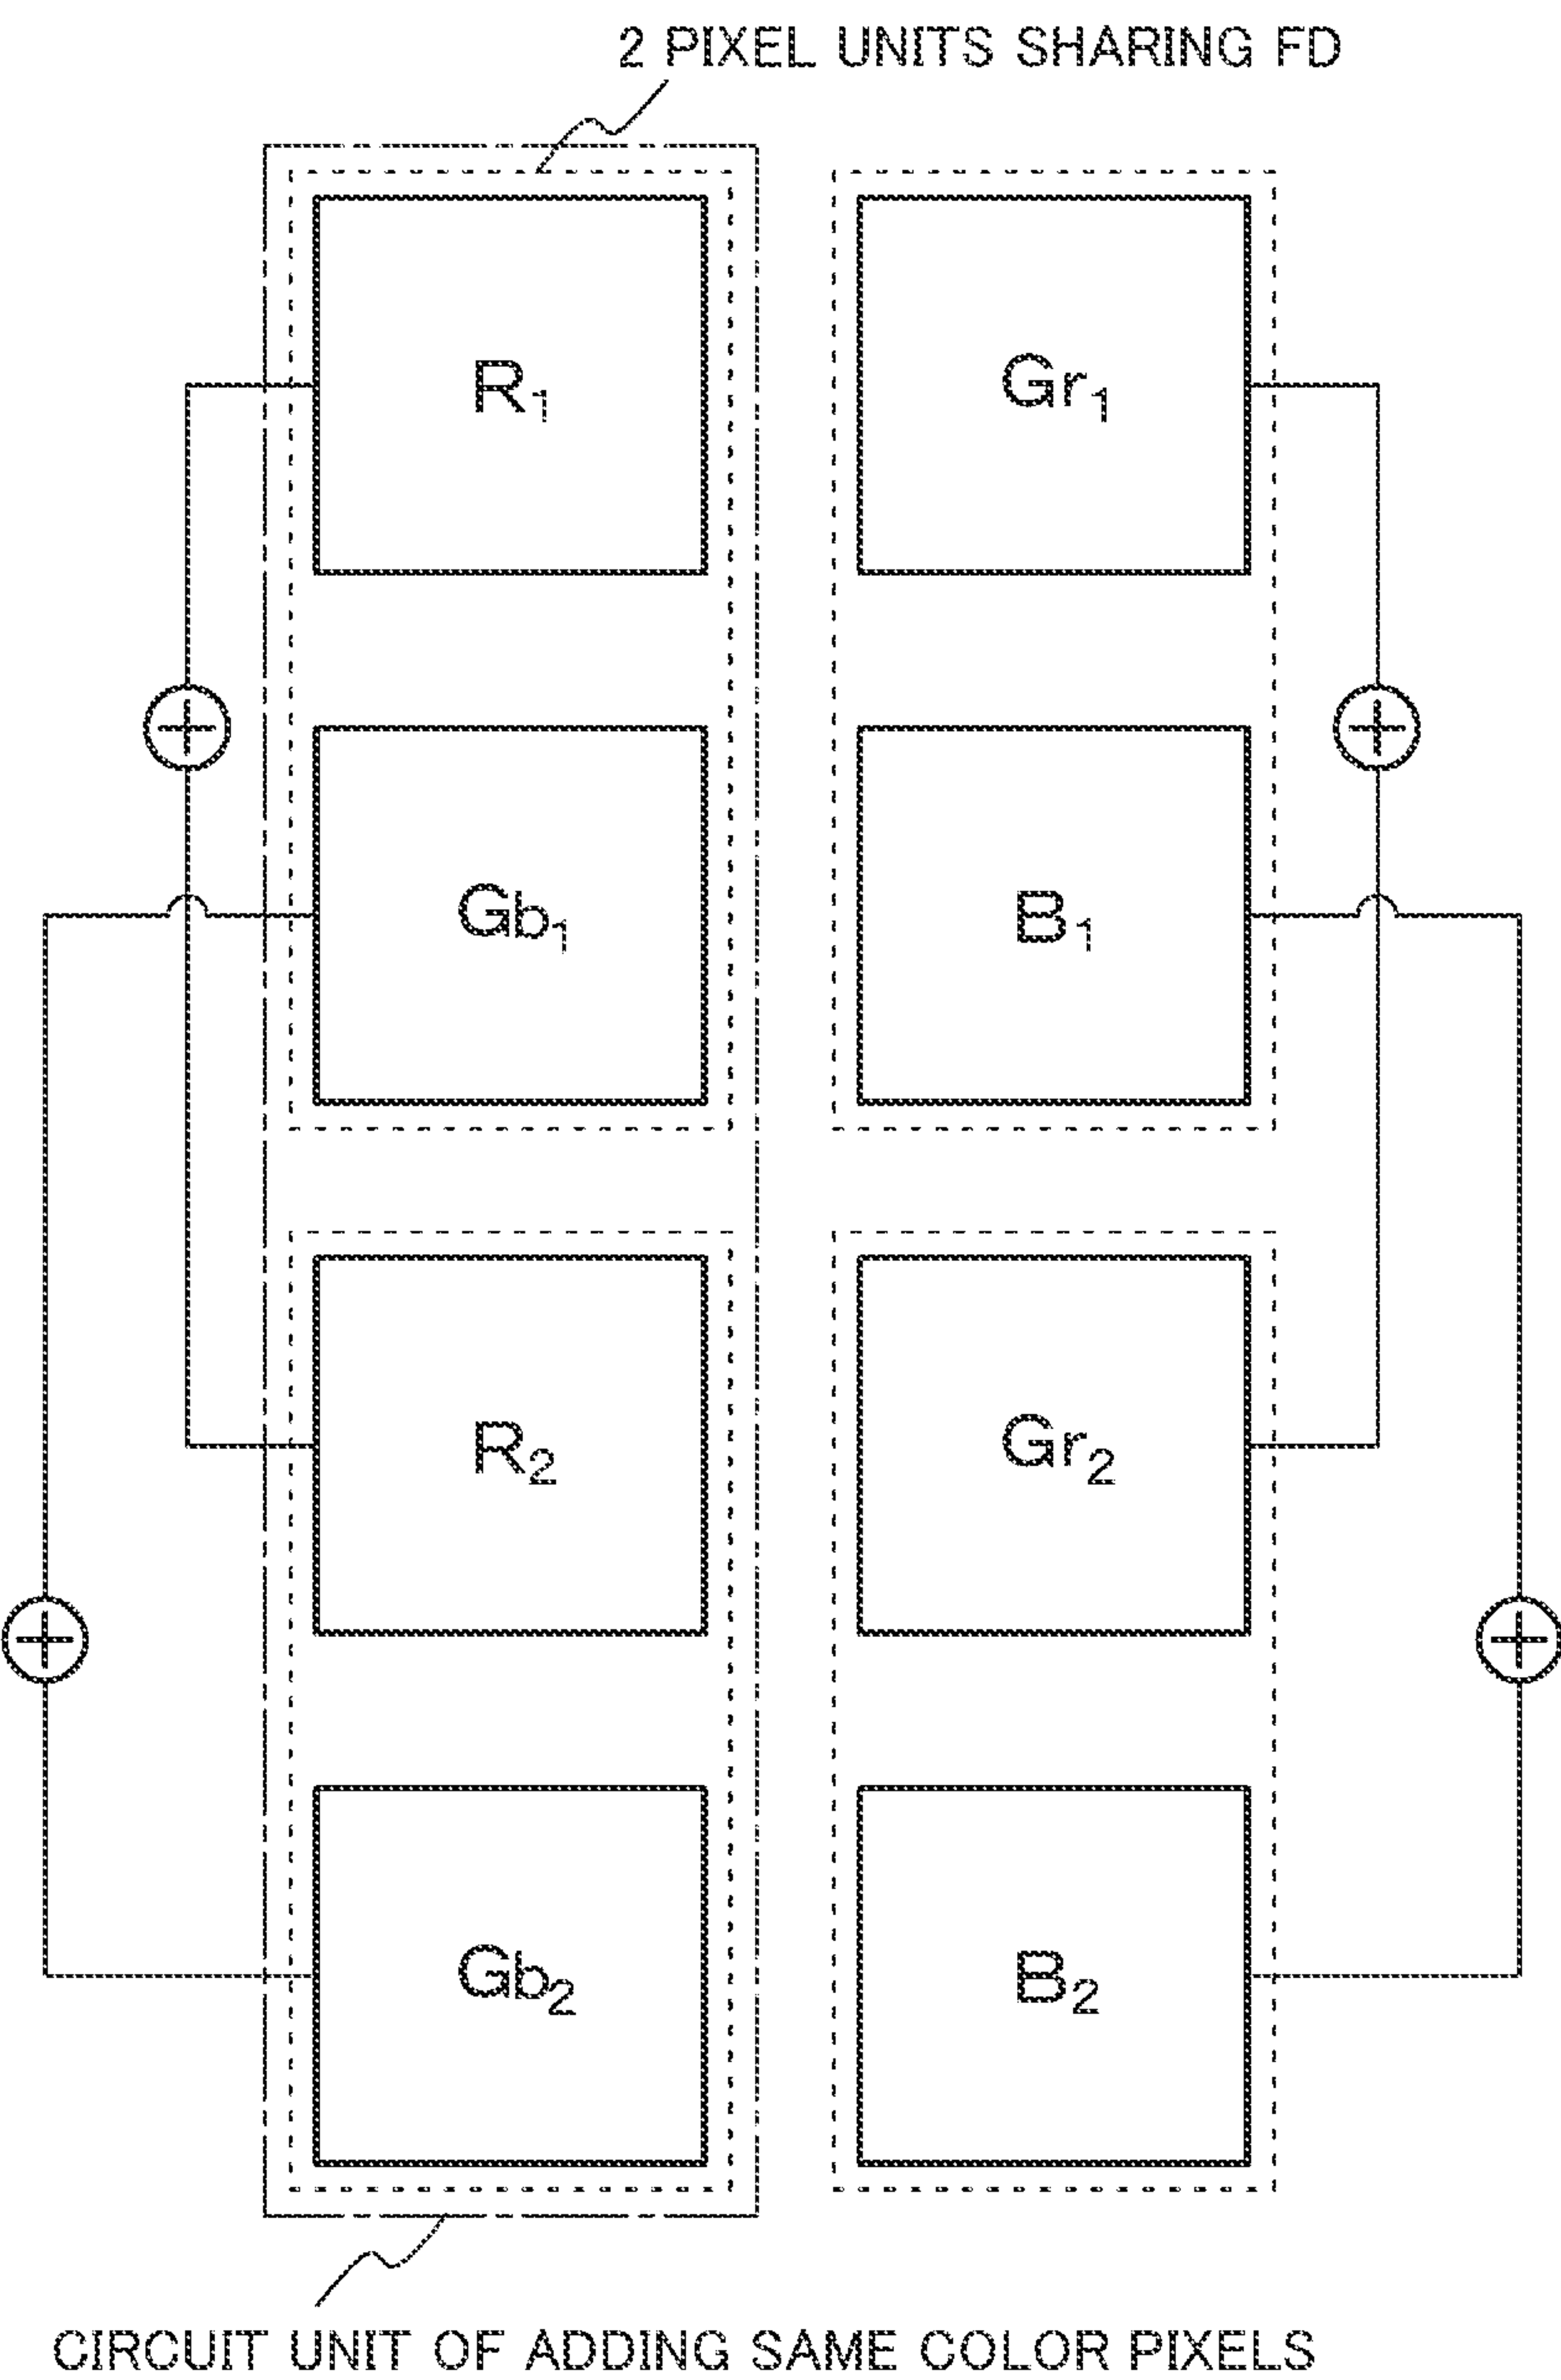 2 PIXEL UNITS SHARING FD
R₁ Gr₁
Gb₁ B₁
R₂ Gr₂
Gb₂ B₂
CIRCUIT UNIT OF ADDING SAME COLOR PIXELS